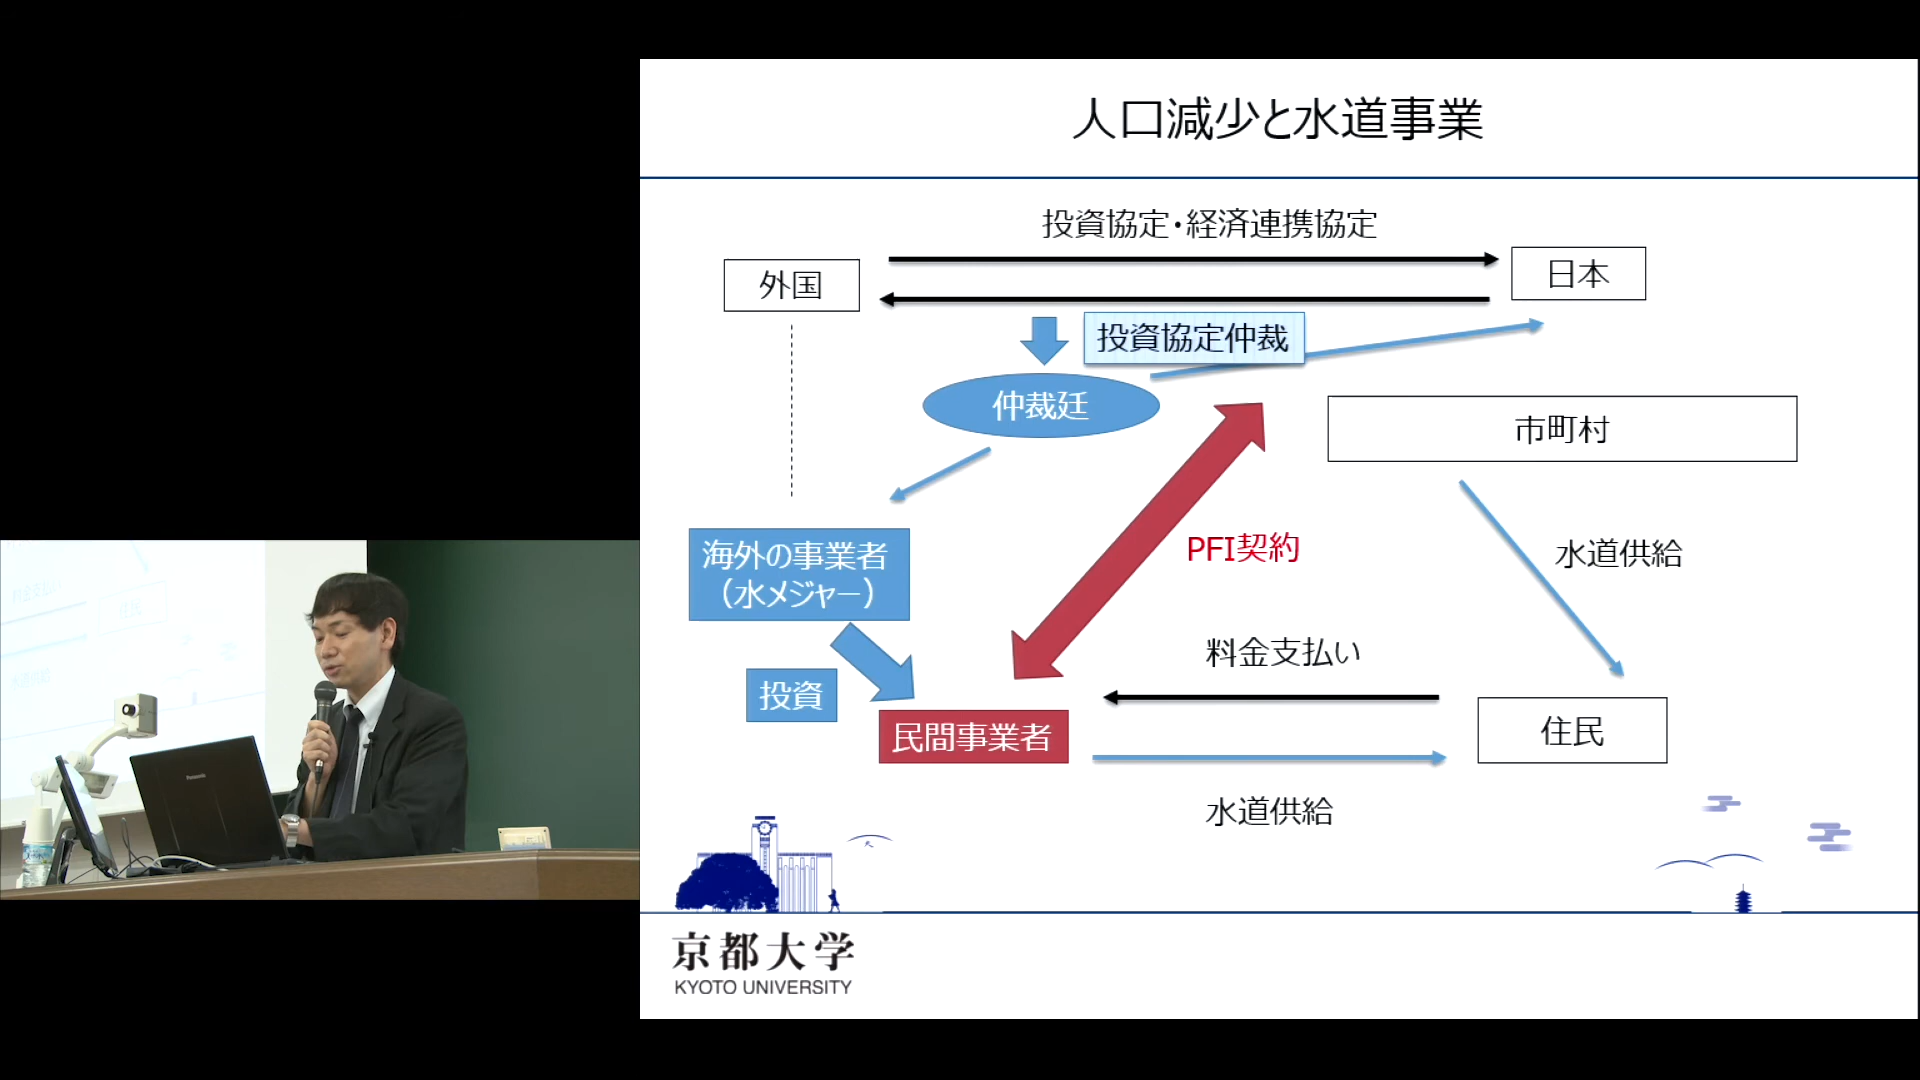 人口減少と水道事業
投資協定・経済連携協定
外国
日本
投資協定仲裁
仲裁廷
市町村
海外の事業者
（水メジャー）
PFI契約
水道供給
料金支払い
投資
民間事業者
住民
水道供給
京都大学
KYOTO UNIVERSITY
Panasonic